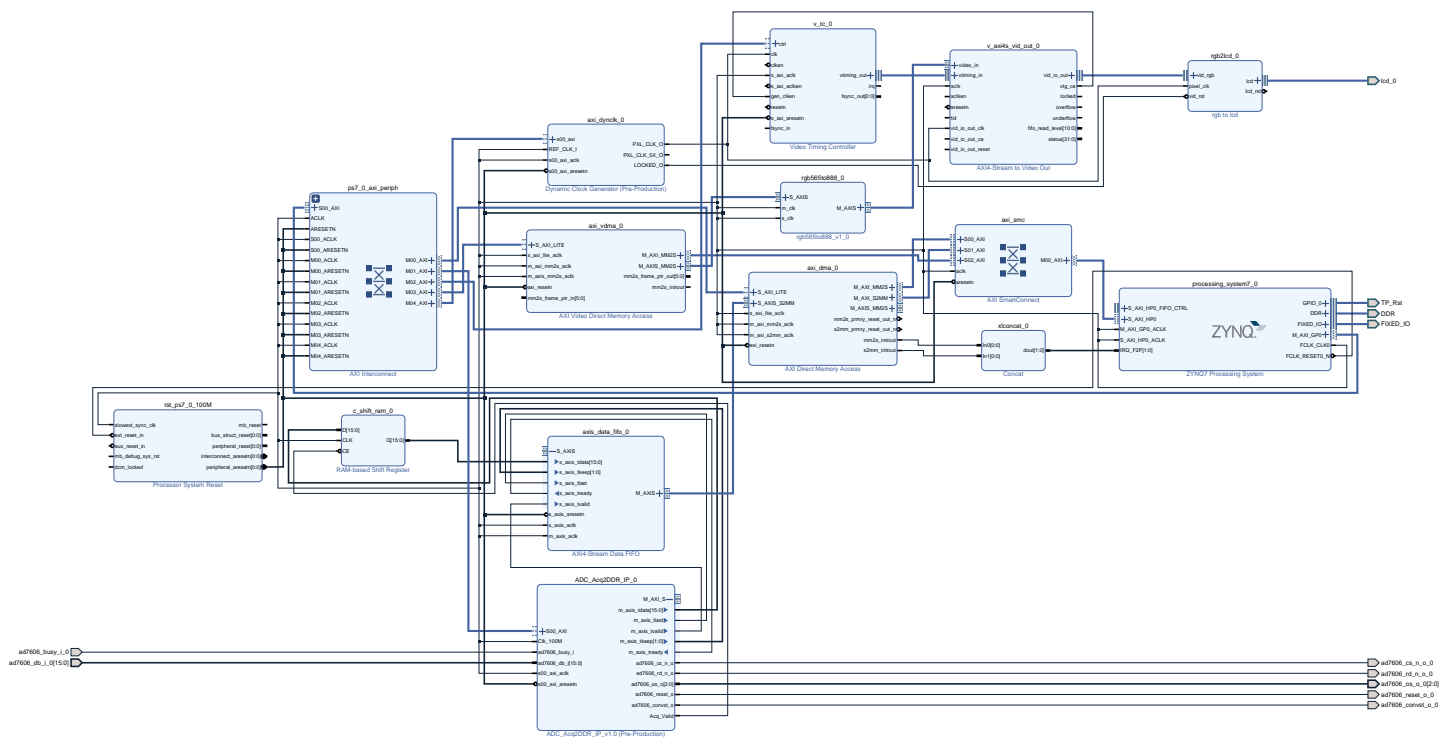 v_tc_0
ctrl
clk
clken
s_axi_aclk
s_axi_aclken
gen_clken
resetn
s_axi_aresetn
fsync_in
vtiming_out
irq
fsync_out[0:0]
Video Timing Controller
v_axi4s_vid_out_0
video_in
vtiming_in
aclk
aclken
aresetn
fid
vid_io_out_clk
vid_io_out_ce
vid_io_out_reset
vid_io_out
vtg_ce
locked
overflow
underflow
fifo_read_level[10:0]
status[31:0]
AXI4-Stream to Video Out
rgb2lcd_0
vid_rgb
pixel_clk
vid_rst
lcd
lcd_rst
rgb to lcd
lcd_0
axi_dynclk_0
s00_axi
REF_CLK_I
s00_axi_aclk
s00_axi_aresetn
PXL_CLK_O
PXL_CLK_5X_O
LOCKED_O
Dynamic Clock Generator (Pre-Production)
rgb565to888_0
S_AXIS
m_clk
s_clk
M_AXIS
rgb565to888_v1_0
ps7_0_axi_periph
S00_AXI
ACLK
ARESETN
S00_ACLK
S00_ARESETN
M00_ACLK
M00_ARESETN
M01_ACLK
M01_ARESETN
M02_ACLK
M02_ARESETN
M03_ACLK
M03_ARESETN
M04_ACLK
M04_ARESETN
M00_AXI
M01_AXI
M02_AXI
M03_AXI
M04_AXI
AXI Interconnect
axi_vdma_0
S_AXI_LITE
s_axi_lite_aclk
m_axi_mm2s_aclk
m_axis_mm2s_aclk
axi_resetn
mm2s_frame_ptr_in[5:0]
M_AXI_MM2S
M_AXIS_MM2S
mm2s_frame_ptr_out[5:0]
mm2s_introut
AXI Video Direct Memory Access
axi_dma_0
S_AXI_LITE
S_AXIS_S2MM
s_axi_lite_aclk
m_axi_mm2s_aclk
m_axi_s2mm_aclk
axi_resetn
M_AXI_MM2S
M_AXI_S2MM
M_AXIS_MM2S
mm2s_prmry_reset_out_n
s2mm_prmry_reset_out_n
mm2s_introut
s2mm_introut
AXI Direct Memory Access
axi_smc
S00_AXI
S01_AXI
S02_AXI
aclk
aresetn
M00_AXI
AXI SmartConnect
xlconcat_0
In0[0:0]
In1[0:0]
dout[1:0]
Concat
processing_system7_0
S_AXI_HP0_FIFO_CTRL
S_AXI_HP0
M_AXI_GP0_ACLK
S_AXI_HP0_ACLK
IRQ_F2P[1:0]
ZYNQ
GPIO_0
DDR
FIXED_IO
M_AXI_GP0
FCLK_CLK0
FCLK_RESET0_N
ZYNQ7 Processing System
TP_Rst
DDR
FIXED_IO
rst_ps7_0_100M
slowest_sync_clk
ext_reset_in
aux_reset_in
mb_debug_sys_rst
dcm_locked
mb_reset
bus_struct_reset[0:0]
peripheral_reset[0:0]
interconnect_aresetn[0:0]
peripheral_aresetn[0:0]
Processor System Reset
c_shift_ram_0
D[15:0]
CLK
CE
Q[15:0]
RAM-based Shift Register
axis_data_fifo_0
S_AXIS
s_axis_tdata[15:0]
s_axis_tkeep[1:0]
s_axis_tlast
s_axis_tready
s_axis_tvalid
s_axis_aresetn
s_axis_aclk
m_axis_aclk
M_AXIS
AXI4-Stream Data FIFO
ADC_Acq2DDR_IP_0
S00_AXI
Clk_100M
ad7606_busy_i
ad7606_db_i[15:0]
s00_axi_aclk
s00_axi_aresetn
M_AXI_S
m_axis_tdata[15:0]
m_axis_tlast
m_axis_tvalid
m_axis_tkeep[1:0]
m_axis_tready
ad7606_cs_n_o
ad7606_rd_n_o
ad7606_os_o[2:0]
ad7606_reset_o
ad7606_convst_o
Acq_Valid
ADC_Acq2DDR_IP_v1.0 (Pre-Production)
ad7606_busy_i_0
ad7606_db_i_0[15:0]
ad7606_cs_n_o_0
ad7606_rd_n_o_0
ad7606_os_o_0[2:0]
ad7606_reset_o_0
ad7606_convst_o_0